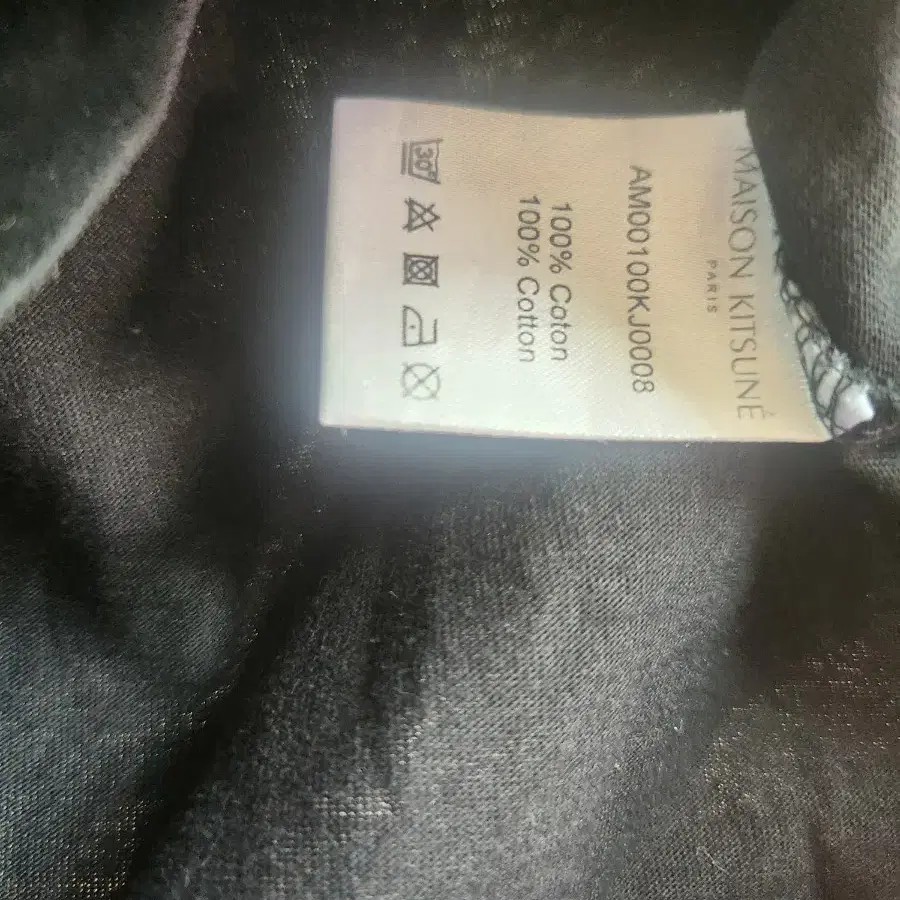 MAISON KITSUNÉ
PARIS
AM00100KJ0008
100% Coton
100% Cotton
30°